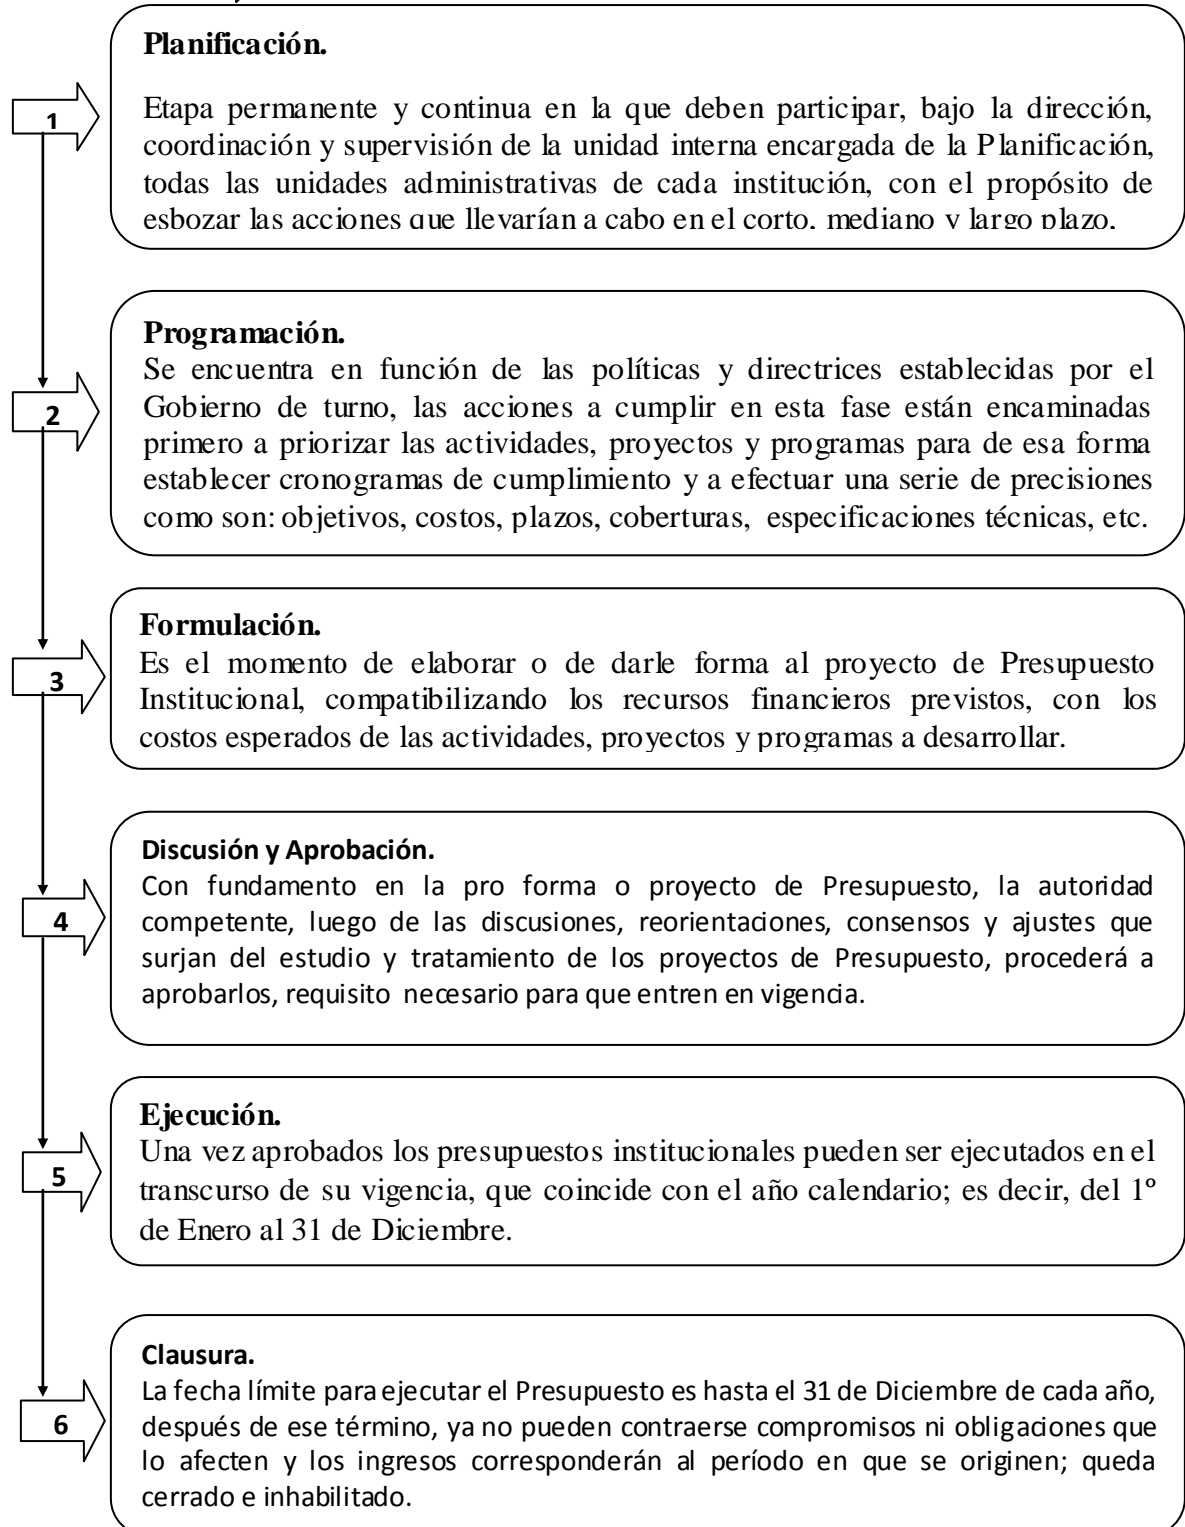 Planificación.
1
Etapa permanente y continua en la que deben participar, bajo la dirección,
coordinación y supervisión de la unidad interna encargada de la Planificación,
todas las unidades administrativas de cada institución, con el propósito de
esbozar las acciones que llevarían a cabo en el corto, mediano y largo plazo.
Programación.
2
Se encuentra en función de las políticas y directrices establecidas por el
Gobierno de turno, las acciones a cumplir en esta fase están encaminadas
primero a priorizar las actividades, proyectos y programas para de esa forma
establecer cronogramas de cumplimiento y a efectuar una serie de precisiones
como son: objetivos, costos, plazos, coberturas, especificaciones técnicas, etc.
Formulación.
3
Es el momento de elaborar o de darle forma al proyecto de Presupuesto
Institucional, compatibilizando los recursos financieros previstos, con los
costos esperados de las actividades, proyectos y programas a desarrollar.
Discusión y Aprobación.
4
Con fundamento en la pro forma o proyecto de Presupuesto, la autoridad
competente, luego de las discusiones, reorientaciones, consensos y ajustes que
surjan del estudio y tratamiento de los proyectos de Presupuesto, procederá a
aprobarlos, requisito necesario para que entren en vigencia.
Ejecución.
5
Una vez aprobados los presupuestos institucionales pueden ser ejecutados en el
transcurso de su vigencia, que coincide con el año calendario; es decir, del 1º
de Enero al 31 de Diciembre.
Clausura.
6
La fecha límite para ejecutar el Presupuesto es hasta el 31 de Diciembre de cada año,
después de ese término, ya no pueden contraerse compromisos ni obligaciones que
lo afecten y los ingresos corresponderán al período en que se originen; queda
cerrado e inhabilitado.